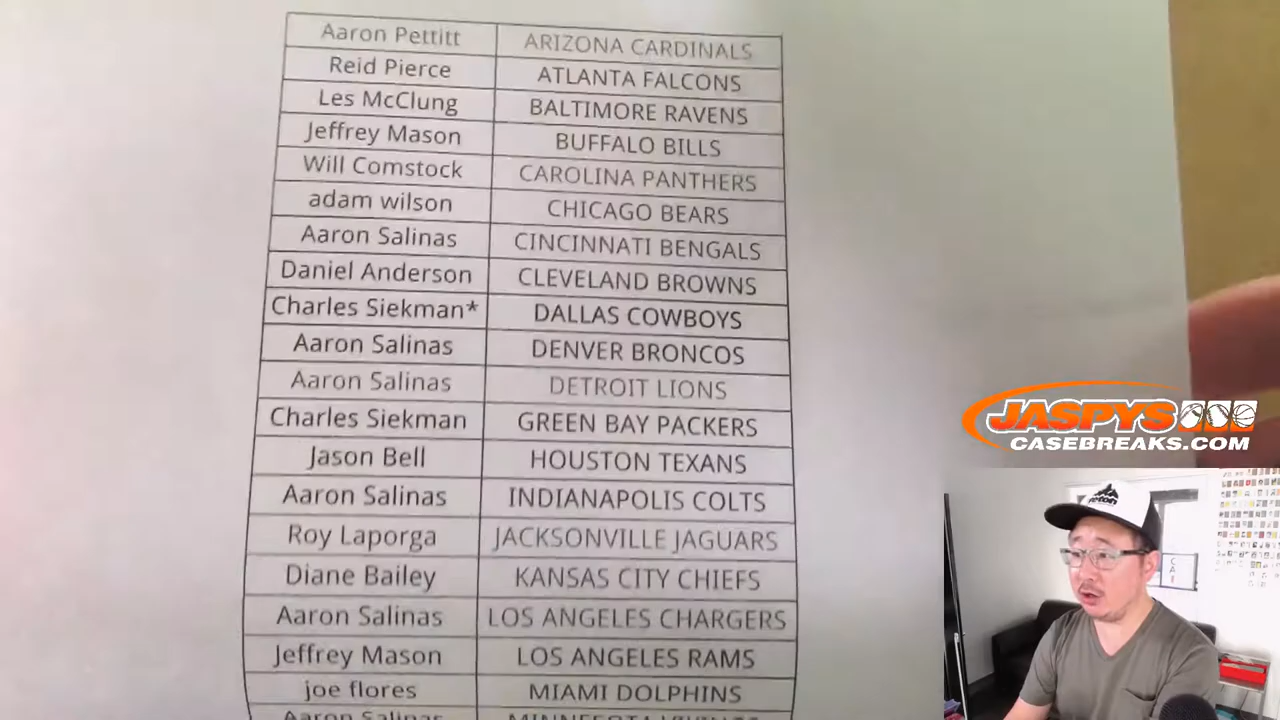 Aaron Pettitt ARIZONA CARDINALS
Reid Pierce ATLANTA FALCONS
Les McClung BALTIMORE RAVENS
Jeffrey Mason BUFFALO BILLS
Will Comstock CAROLINA PANTHERS
adam wilson CHICAGO BEARS
Aaron Salinas CINCINNATI BENGALS
Daniel Anderson CLEVELAND BROWNS
Charles Siekman* DALLAS COWBOYS
Aaron Salinas DENVER BRONCOS
Aaron Salinas DETROIT LIONS
Charles Siekman GREEN BAY PACKERS
Jason Bell HOUSTON TEXANS
Aaron Salinas INDIANAPOLIS COLTS
Roy Laporga JACKSONVILLE JAGUARS
Diane Bailey KANSAS CITY CHIEFS
Aaron Salinas LOS ANGELES CHARGERS
Jeffrey Mason LOS ANGELES RAMS
joe flores MIAMI DOLPHINS
Aaron Salinas MINNESOTA VIKINGS
JASPYS
CASEBREAKS.COM